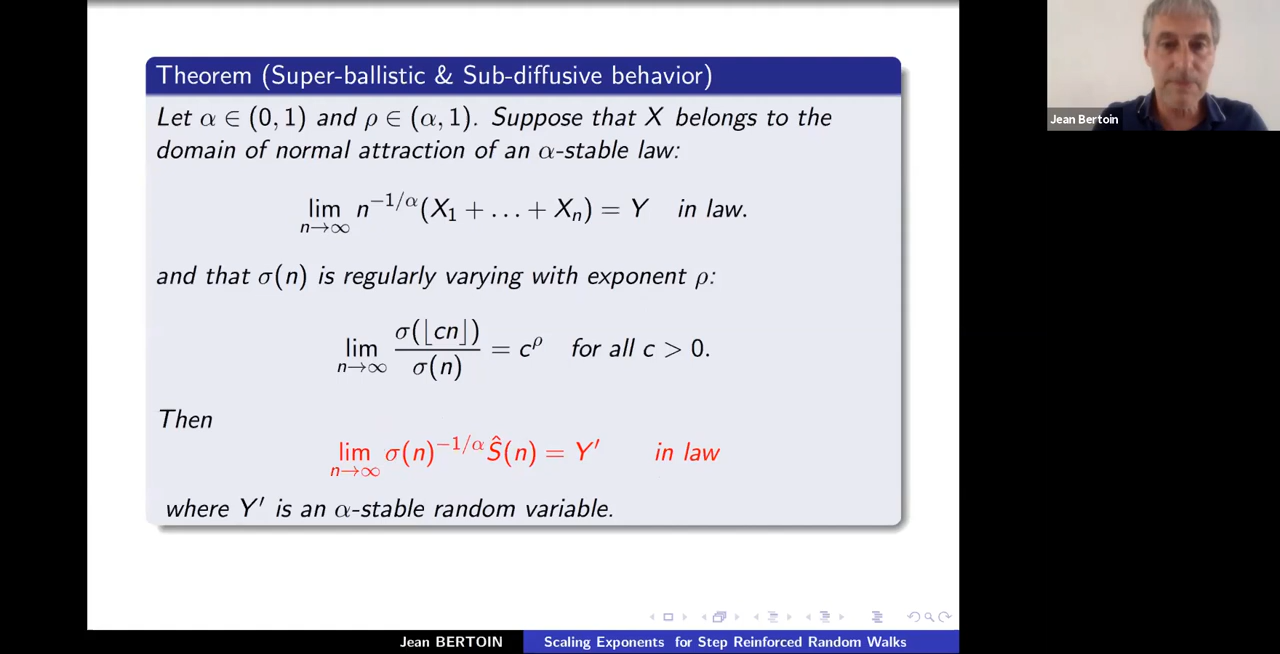 Theorem (Super-ballistic & Sub-diffusive behavior)
Let α ∈ (0, 1) and ρ ∈ (α, 1). Suppose that X belongs to the
domain of normal attraction of an α-stable law:
lim_{n→∞} n^{-1/α}(X₁ + … + Xₙ) = Y in law.
and that σ(n) is regularly varying with exponent ρ:
lim_{n→∞} σ(⌊cn⌋)/σ(n) = c^ρ for all c > 0.
Then
lim_{n→∞} σ(n)^{-1/α} Ŝ(n) = Y′ in law
where Y′ is an α-stable random variable.
Jean BERTOIN
Scaling Exponents for Step Reinforced Random Walks
Jean Bertoin